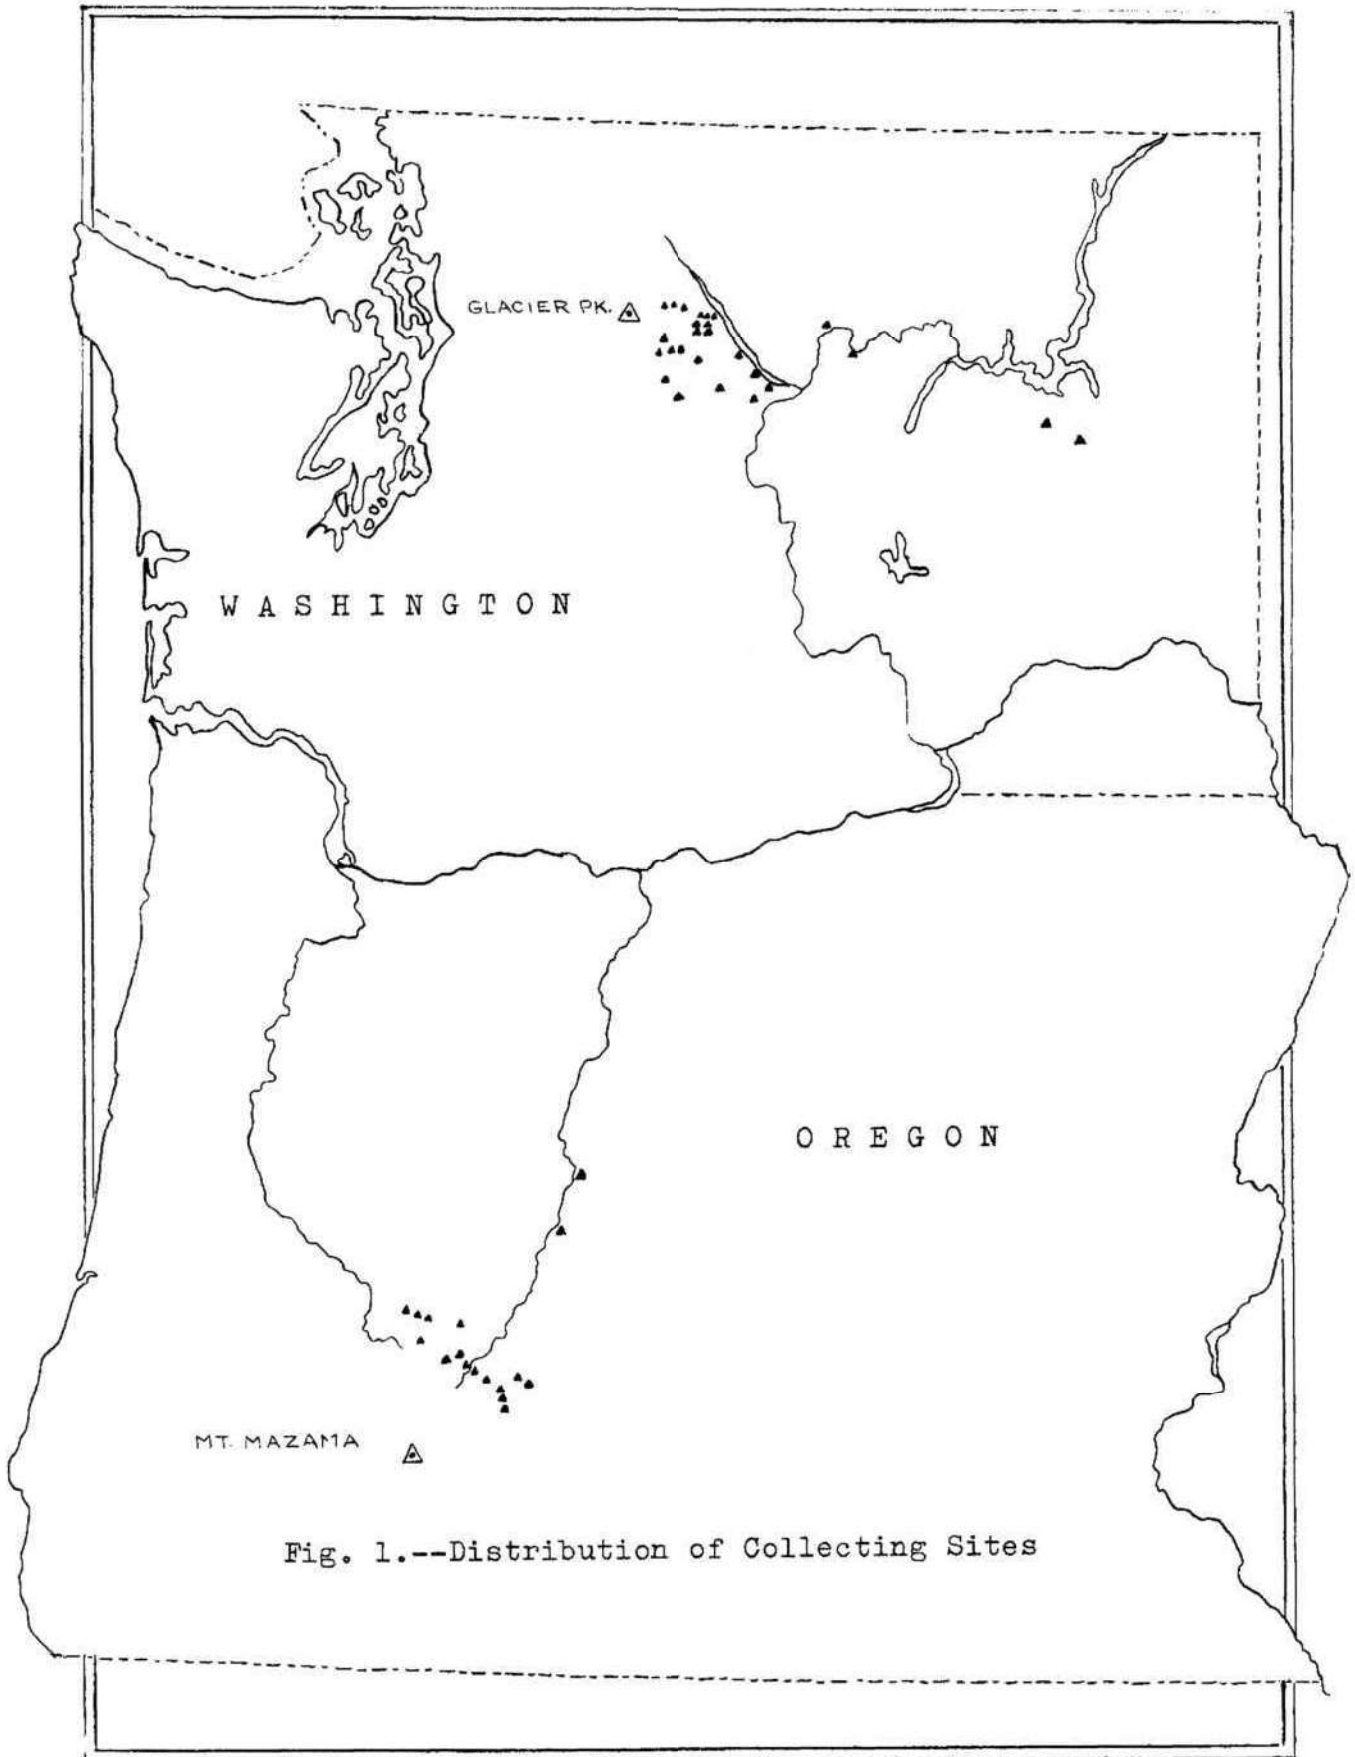 GLACIER PK.
WASHINGTON
OREGON
MT. MAZAMA
Fig. 1.--Distribution of Collecting Sites